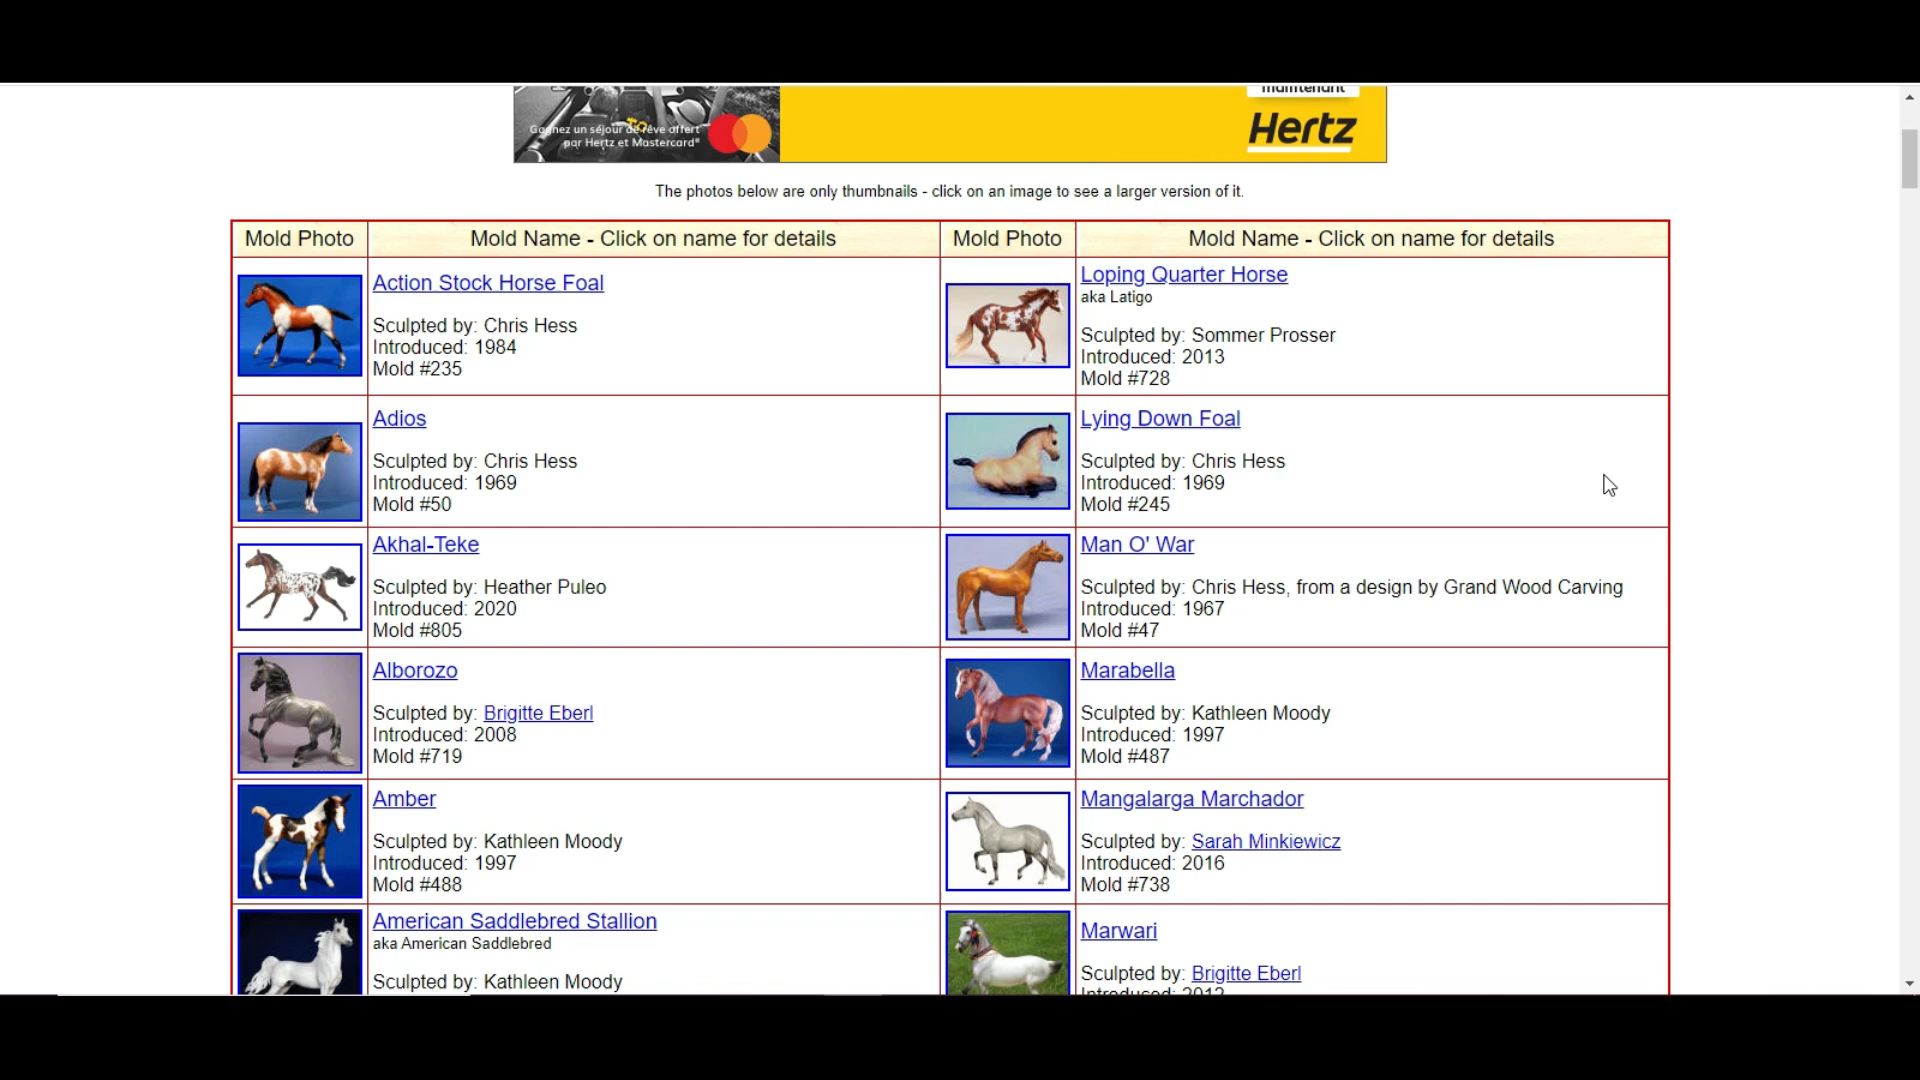 maintenant
Gagnez un séjour de rêve offert
par Hertz et Mastercard®
Hertz
The photos below are only thumbnails - click on an image to see a larger version of it.
Mold Photo
Mold Name - Click on name for details
Mold Photo
Mold Name - Click on name for details
Action Stock Horse Foal
Sculpted by: Chris Hess
Introduced: 1984
Mold #235
Loping Quarter Horse
aka Latigo
Sculpted by: Sommer Prosser
Introduced: 2013
Mold #728
Adios
Sculpted by: Chris Hess
Introduced: 1969
Mold #50
Lying Down Foal
Sculpted by: Chris Hess
Introduced: 1969
Mold #245
Akhal-Teke
Sculpted by: Heather Puleo
Introduced: 2020
Mold #805
Man O' War
Sculpted by: Chris Hess, from a design by Grand Wood Carving
Introduced: 1967
Mold #47
Alborozo
Sculpted by: Brigitte Eberl
Introduced: 2008
Mold #719
Marabella
Sculpted by: Kathleen Moody
Introduced: 1997
Mold #487
Amber
Sculpted by: Kathleen Moody
Introduced: 1997
Mold #488
Mangalarga Marchador
Sculpted by: Sarah Minkiewicz
Introduced: 2016
Mold #738
American Saddlebred Stallion
aka American Saddlebred
Sculpted by: Kathleen Moody
Marwari
Sculpted by: Brigitte Eberl
Introduced: 2012